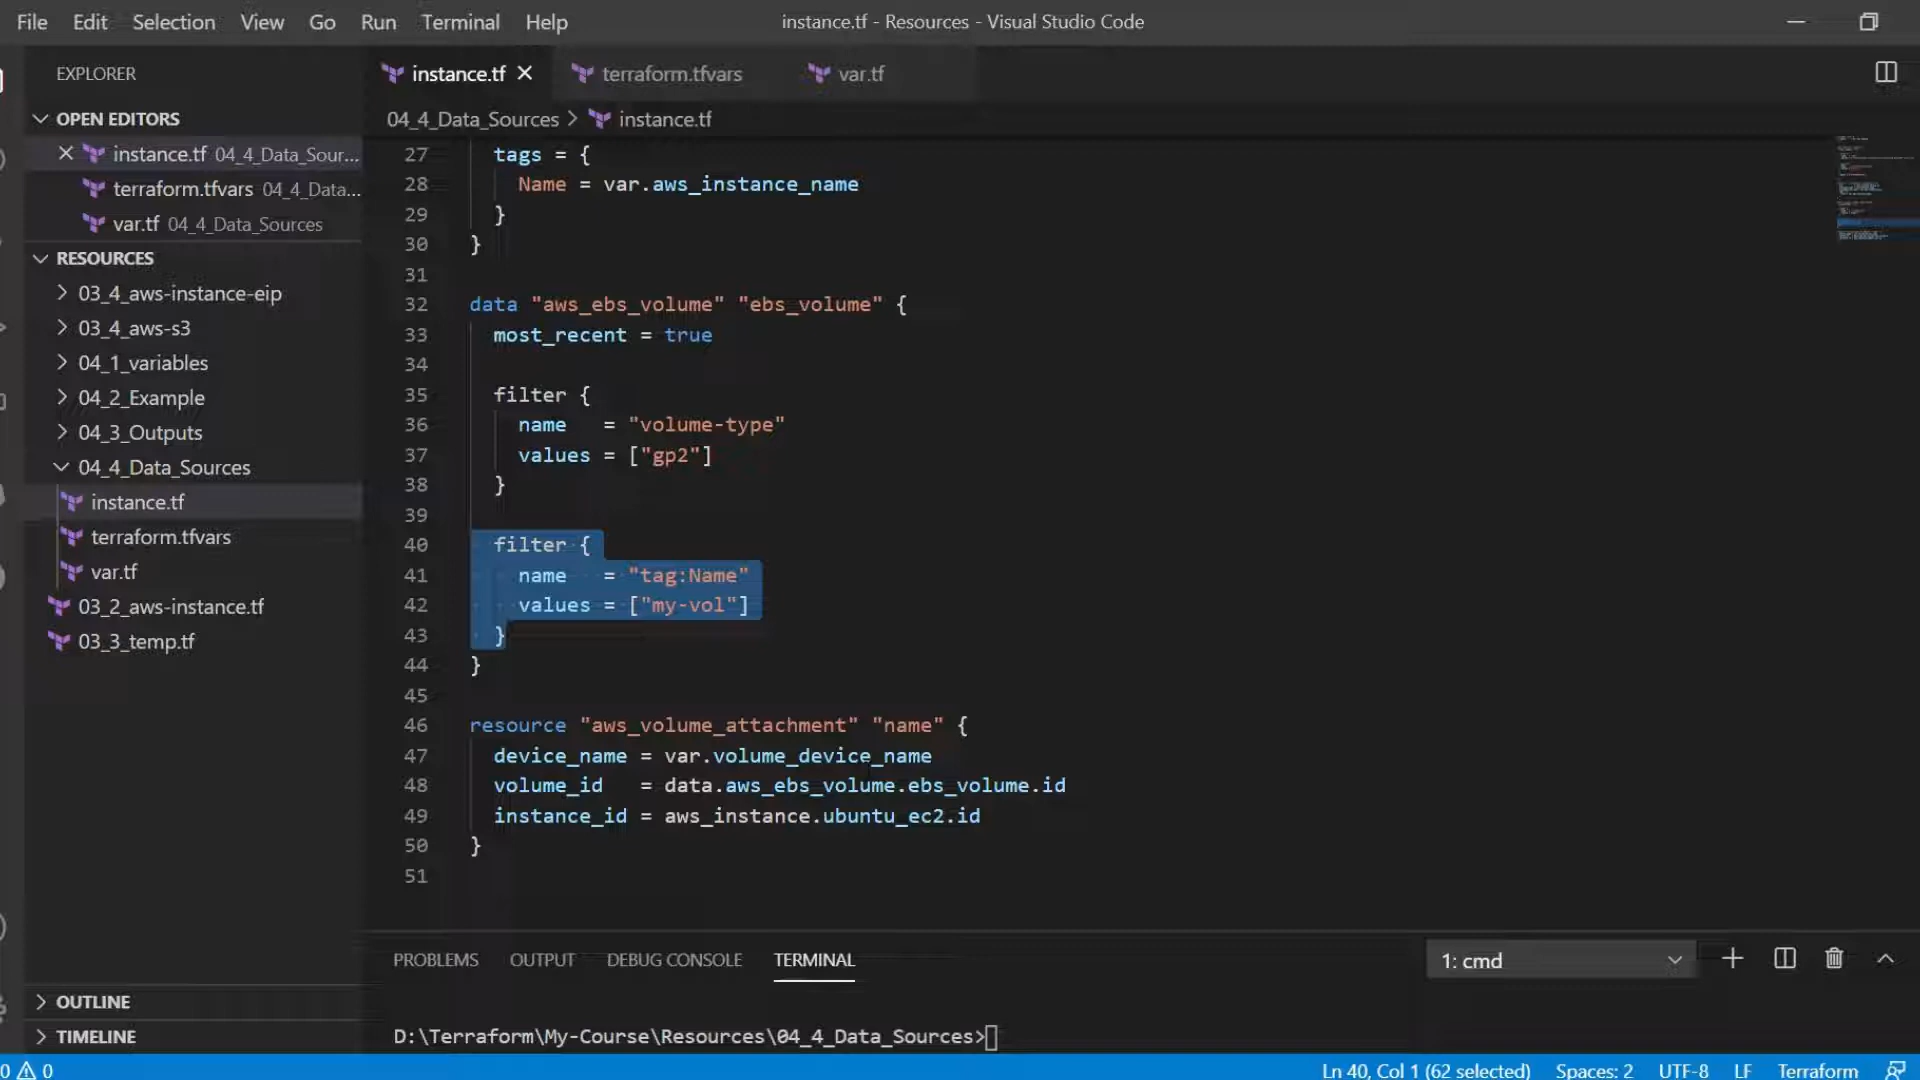 File Edit Selection View Go Run Terminal Help
instance.tf - Resources - Visual Studio Code
EXPLORER
OPEN EDITORS
instance.tf 04_4_Data_Sour...
terraform.tfvars 04_4_Data...
var.tf 04_4_Data_Sources
RESOURCES
03_4_aws-instance-eip
03_4_aws-s3
04_1_variables
04_2_Example
04_3_Outputs
04_4_Data_Sources
instance.tf
terraform.tfvars
var.tf
03_2_aws-instance.tf
03_3_temp.tf
OUTLINE
TIMELINE
instance.tf terraform.tfvars var.tf
04_4_Data_Sources > instance.tf
27 tags = {
28 Name = var.aws_instance_name
29 }
30 }
31
32 data "aws_ebs_volume" "ebs_volume" {
33 most_recent = true
34
35 filter {
36 name = "volume-type"
37 values = ["gp2"]
38 }
39
40 filter {
41 name = "tag:Name"
42 values = ["my-vol"]
43 }
44 }
45
46 resource "aws_volume_attachment" "name" {
47 device_name = var.volume_device_name
48 volume_id = data.aws_ebs_volume.ebs_volume.id
49 instance_id = aws_instance.ubuntu_ec2.id
50 }
51
PROBLEMS OUTPUT DEBUG CONSOLE TERMINAL
1: cmd
D:\Terraform\My-Course\Resources\04_4_Data_Sources>
0 0 Ln 40, Col 1 (62 selected) Spaces: 2 UTF-8 LF Terraform